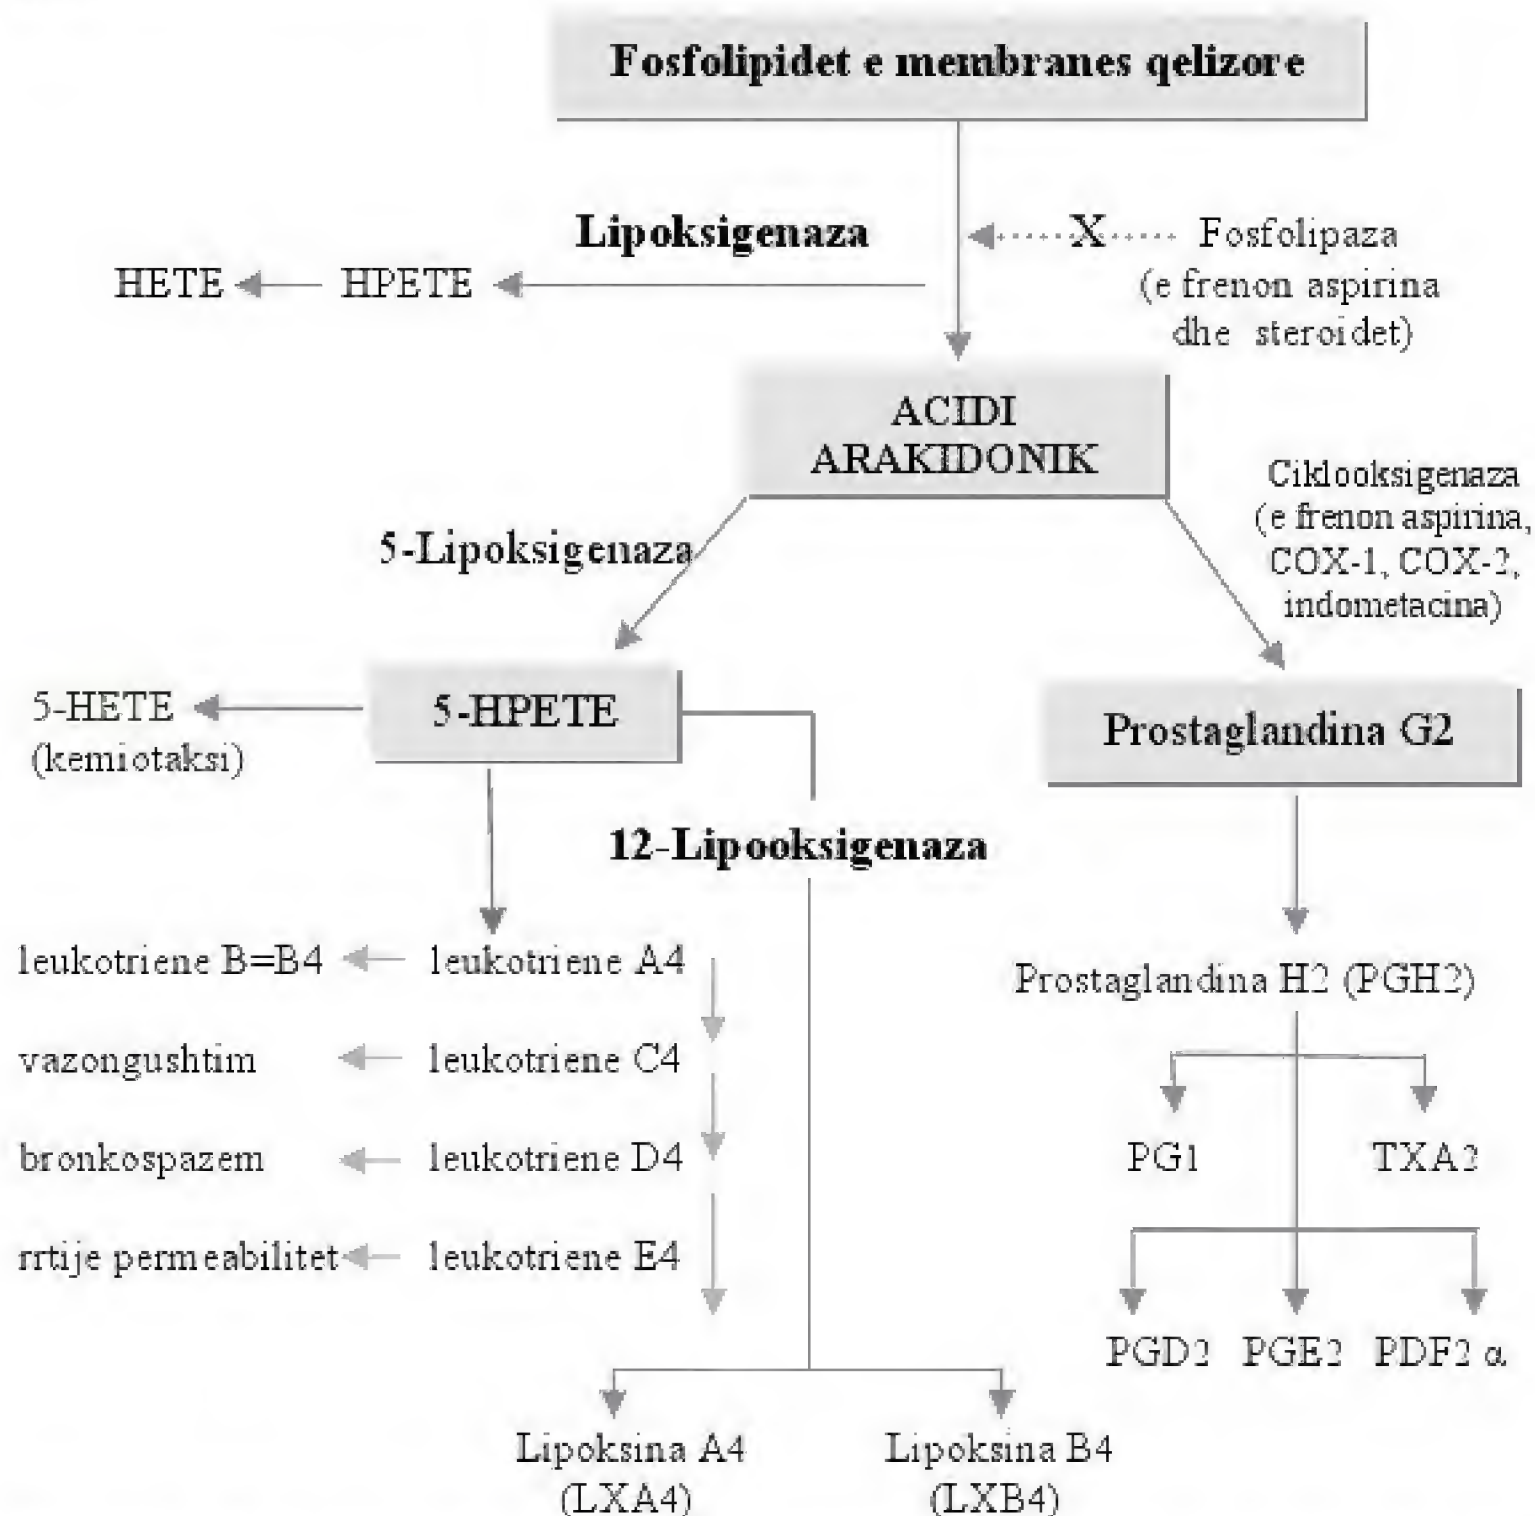 Fosfolipidet e membranes qelizore
Lipoksigenaza
X
Fosfolipaza
(e frenon aspirina
dhe steroidet)
HETE
HPETE
ACIDI
ARAKIDONIK
Ciklooksigenaza
(e frenon aspirina,
COX-1, COX-2,
indometacina)
5-Lipoksigenaza
5-HETE
(kemiotaksi)
5-HPETE
Prostaglandina G2
12-Lipooksigenaza
leukotriene B=B4
leukotriene A4
Prostaglandina H2 (PGH2)
vazongushtim
leukotriene C4
bronkospazem
leukotriene D4
PG1
TXA2
rrtije permeabilitet
leukotriene E4
PGD2
PGE2
PDF2 α
Lipoksina A4
(LXA4)
Lipoksina B4
(LXB4)